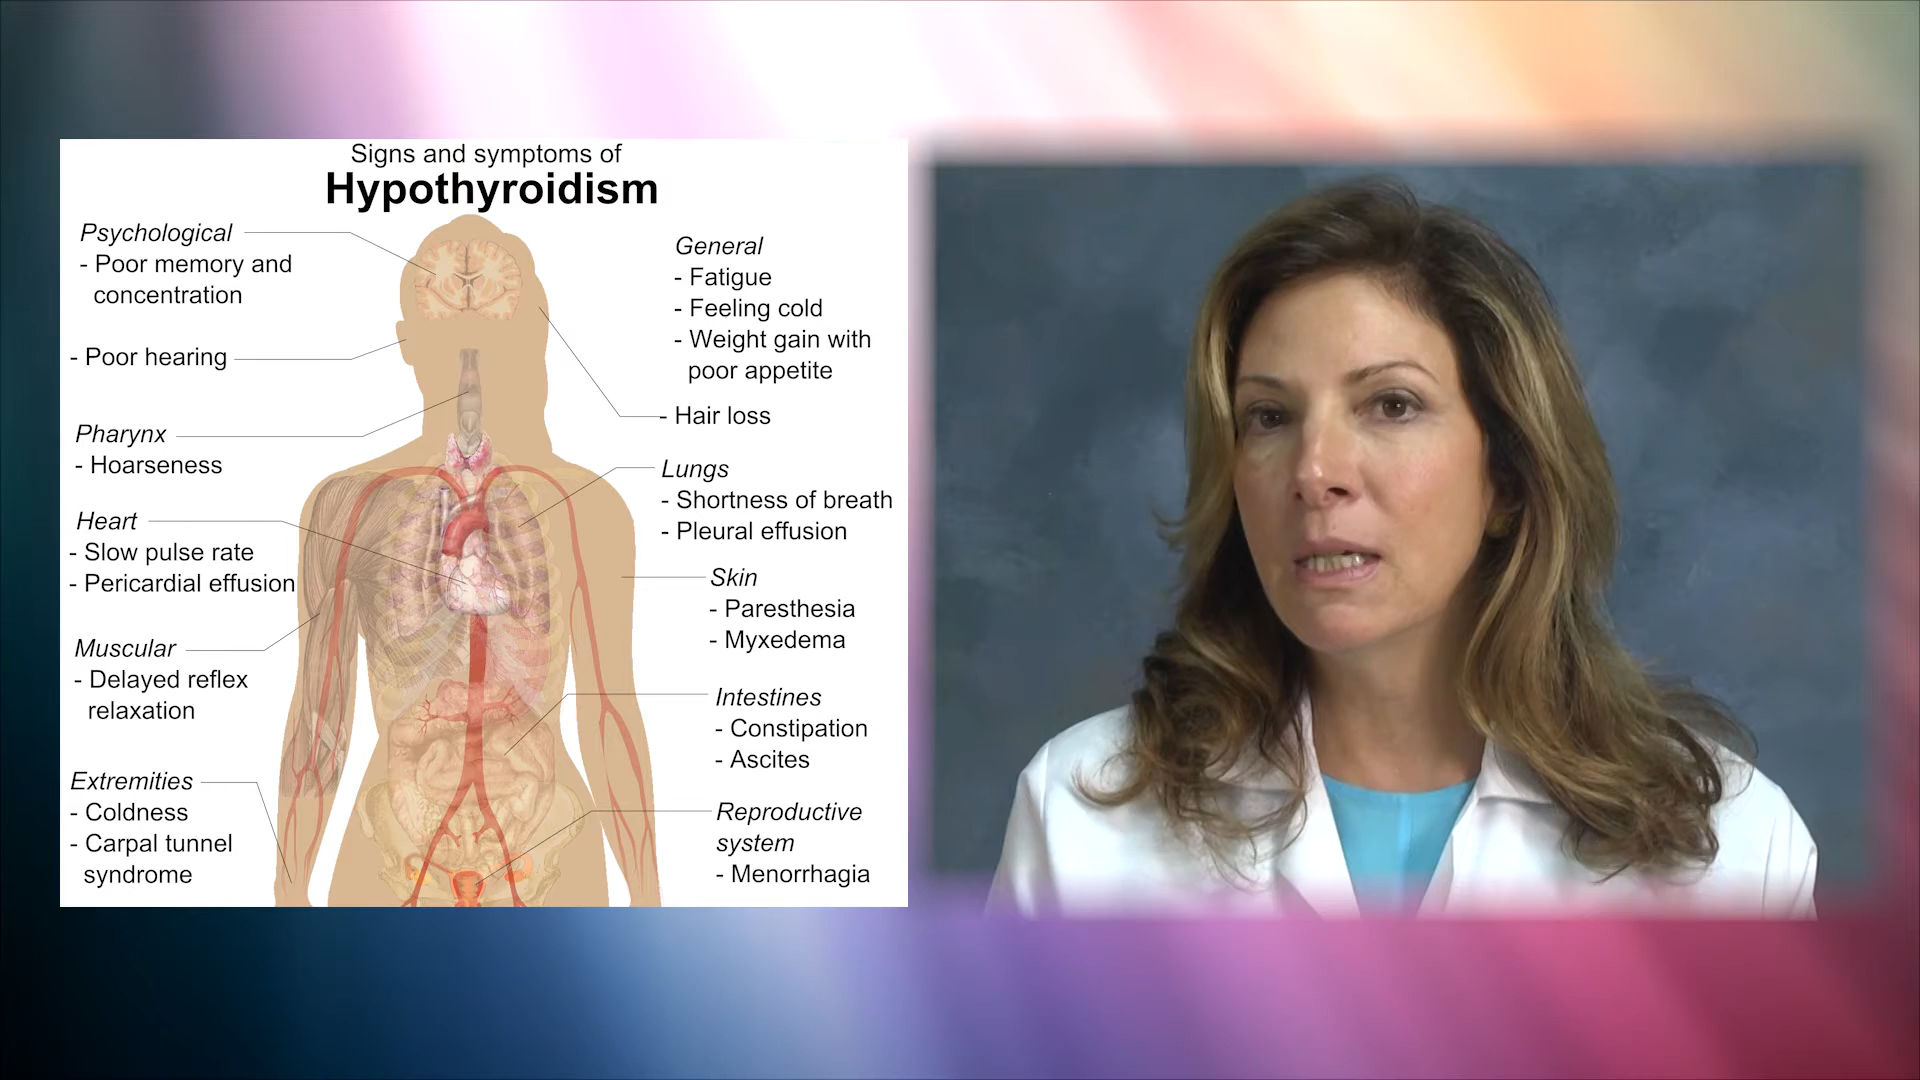 Signs and symptoms of
Hypothyroidism
Psychological
- Poor memory and
concentration
- Poor hearing
Pharynx
- Hoarseness
Heart
- Slow pulse rate
- Pericardial effusion
Muscular
- Delayed reflex
relaxation
Extremities
- Coldness
- Carpal tunnel
syndrome
General
- Fatigue
- Feeling cold
- Weight gain with
poor appetite
- Hair loss
Lungs
- Shortness of breath
- Pleural effusion
Skin
- Paresthesia
- Myxedema
Intestines
- Constipation
- Ascites
Reproductive
system
- Menorrhagia